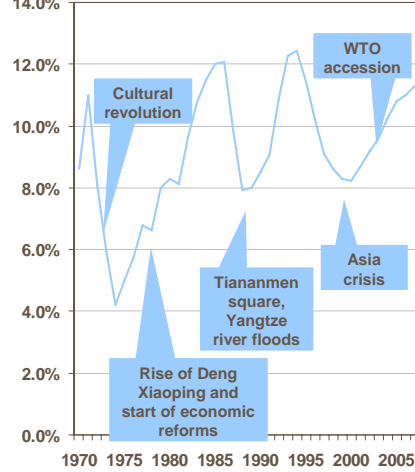 14.0%
12.0%
10.0%
8.0%
6.0%
4.0%
2.0%
0.0%
WTO
accession
Cultural
revolution
Asia
crisis
Tiananmen
square,
Yangtze
river floods
Rise of Deng
Xiaoping and
start of economic
reforms
1970 1975 1980 1985 1990 1995 2000 2005